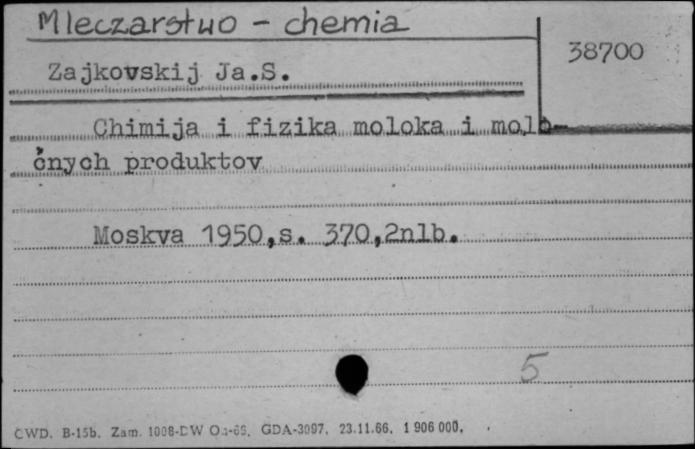 Mleczarstwo - chemia
38700
Zajkovskij Ja.S.
Chimija i fizika moloka i molo-
čnych produktov
Moskva 1950,s. 370,2nlb.
5
CWD. B-15b. Zam. 1008-DW GDA-3097. 23.11.66. 1 906 000.